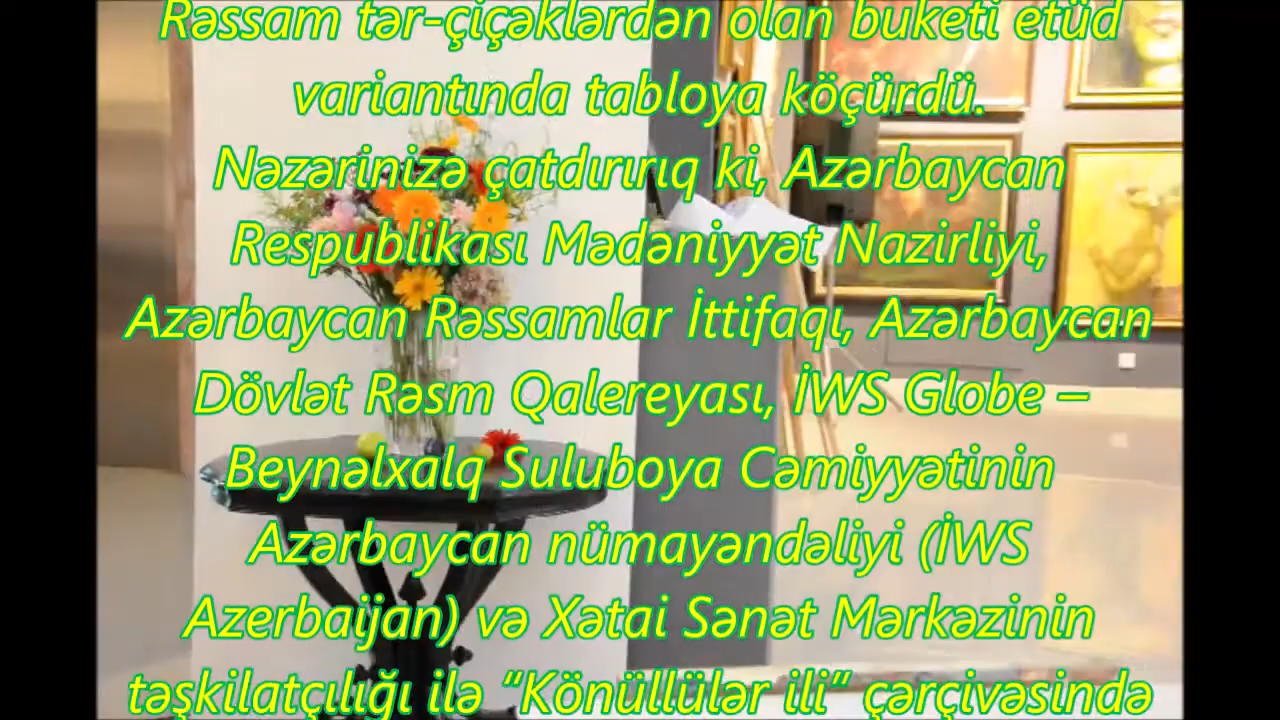 Rəssam tər-çiçəklərdən olan buketi etüd
variantında tabloya köçürdü.
Nəzərinizə çatdırırıq ki, Azərbaycan
Respublikası Mədəniyyət Nazirliyi,
Azərbaycan Rəssamlar İttifaqı, Azərbaycan
Dövlət Rəsm Qalereyası, İWS Globe –
Beynəlxalq Suluboya Cəmiyyətinin
Azərbaycan nümayəndəliyi (İWS
Azerbaijan) və Xətai Sənət Mərkəzinin
təşkilatçılığı ilə “Könüllülər ili” çərçivəsində